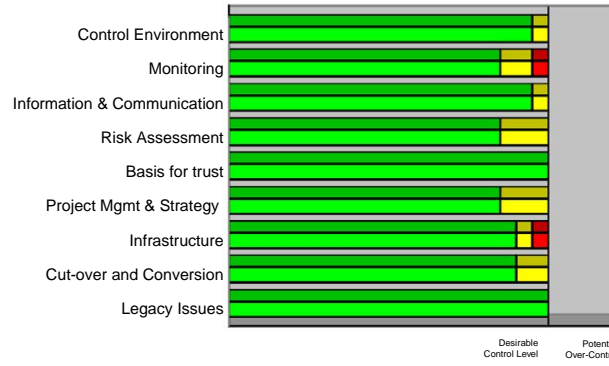 Control Environment
Monitoring
Information & Communication
Risk Assessment
Basis for trust
Project Mgmt & Strategy
Infrastructure
Cut-over and Conversion
Legacy Issues
Desirable
Control Level